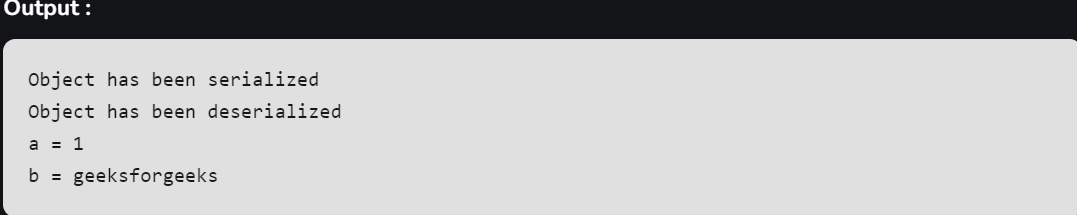 Output :
Object has been serialized
Object has been deserialized
a = 1
b = geeksforgeeks